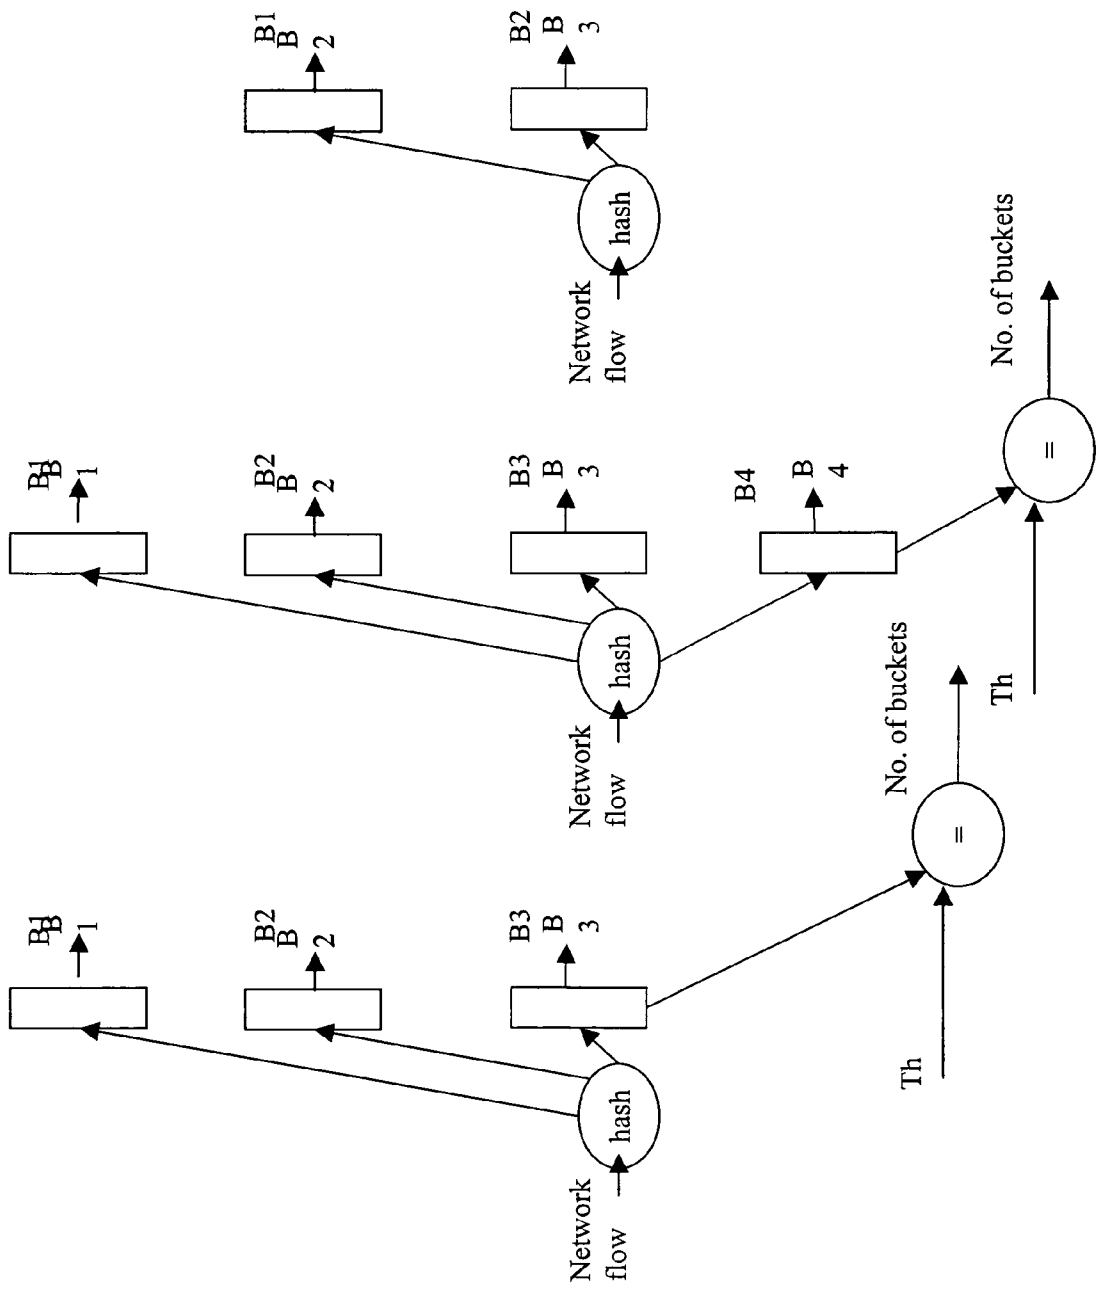 B1
B
1
B2
B
2
B3
B
3
Network
flow
hash
No. of buckets
Th
=
B1
B
1
B2
B
2
B3
B
3
Network
flow
hash
B4
B
4
No. of buckets
Th
=
B1
B
2
B2
B
3
Network
flow
hash